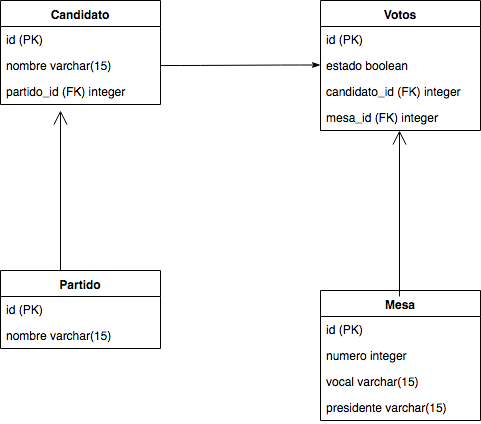 Candidato
id (PK)
nombre varchar(15)
partido_id (FK) integer
Votos
id (PK)
estado boolean
candidato_id (FK) integer
mesa_id (FK) integer
Partido
id (PK)
nombre varchar(15)
Mesa
id (PK)
numero integer
vocal varchar(15)
presidente varchar(15)